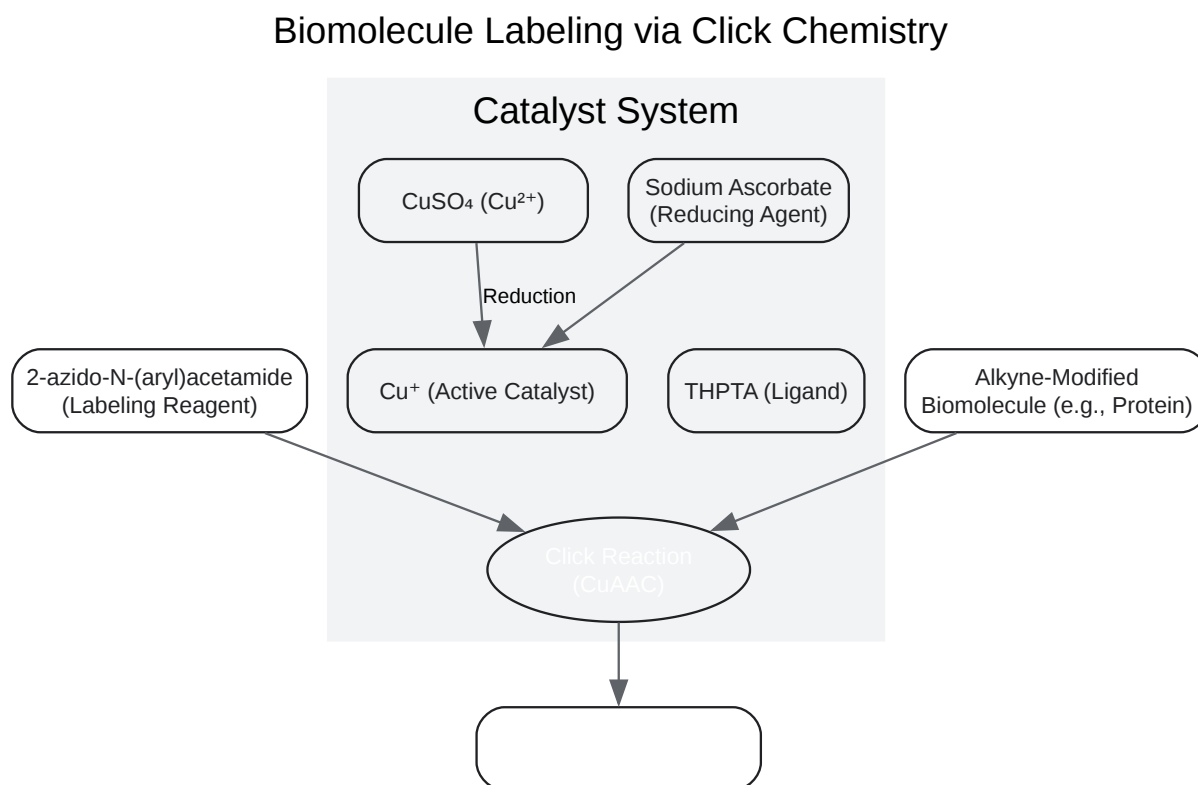 Biomolecule Labeling via Click Chemistry
Catalyst System
CuSO₄ (Cu²⁺)
Sodium Ascorbate
(Reducing Agent)
Reduction
2-azido-N-(aryl)acetamide
(Labeling Reagent)
Cu⁺ (Active Catalyst)
THPTA (Ligand)
Alkyne-Modified
Biomolecule (e.g., Protein)
Click Reaction
(CuAAC)